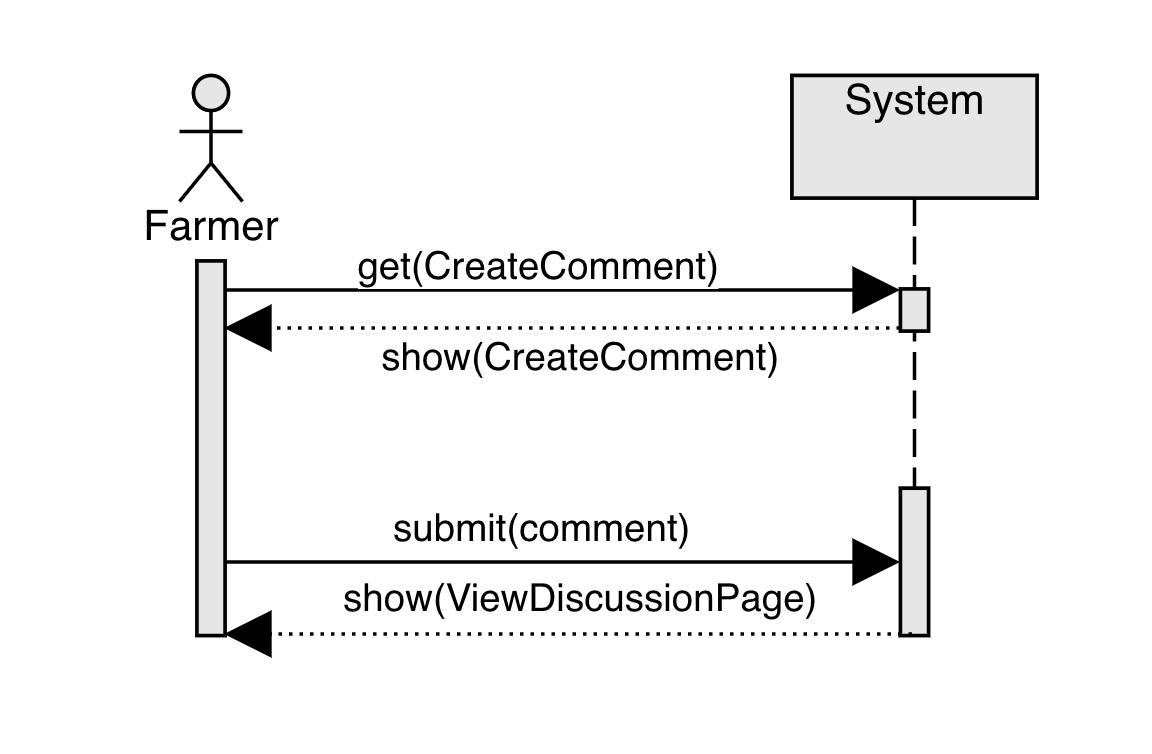 System
Farmer
get(CreateComment)
show(CreateComment)
submit(comment)
show(ViewDiscussionPage)